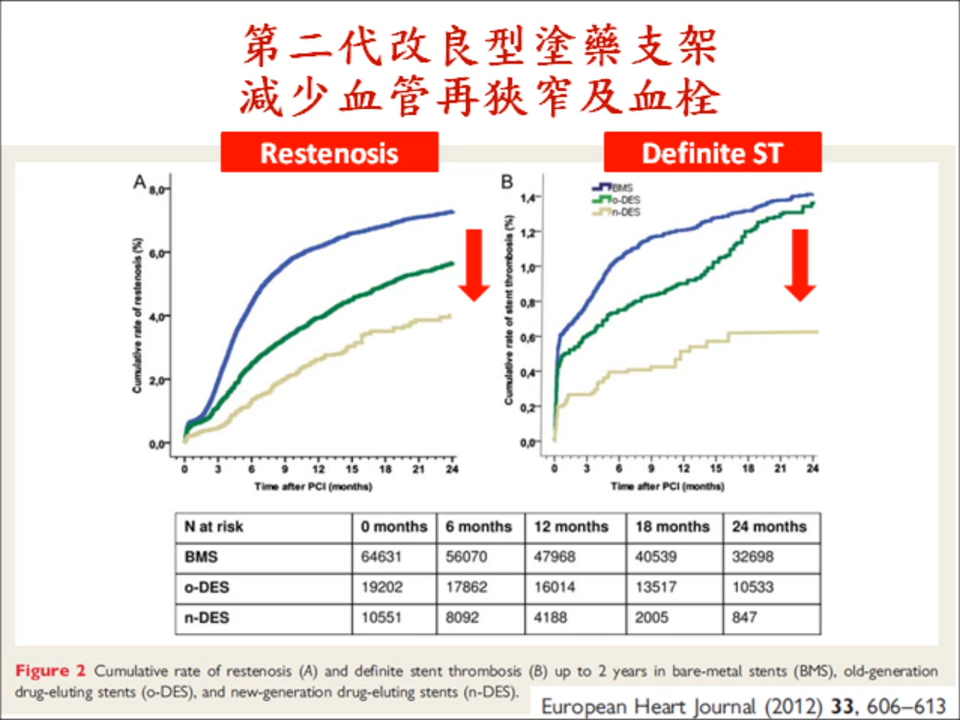 第二代改良型塗藥支架
減少血管再狹窄及血栓
Restenosis
Definite ST
A
Cumulative rate of restenosis (%)
8,0
6,0
4,0
2,0
0,0
0 3 6 9 12 15 18 21 24
Time after PCI (months)
B
BMS
o-DES
n-DES
Cumulative rate of stent thrombosis (%)
1,4
1,2
1,0
0,8
0,6
0,4
0,2
0,0
0 3 6 9 12 15 18 21 24
Time after PCI (months)
N at risk 0 months 6 months 12 months 18 months 24 months
BMS 64631 56070 47968 40539 32698
o-DES 19202 17862 16014 13517 10533
n-DES 10551 8092 4188 2005 847
Figure 2 Cumulative rate of restenosis (A) and definite stent thrombosis (B) up to 2 years in bare-metal stents (BMS), old-generation
drug-eluting stents (o-DES), and new-generation drug-eluting stents (n-DES).
European Heart Journal (2012) 33, 606–613